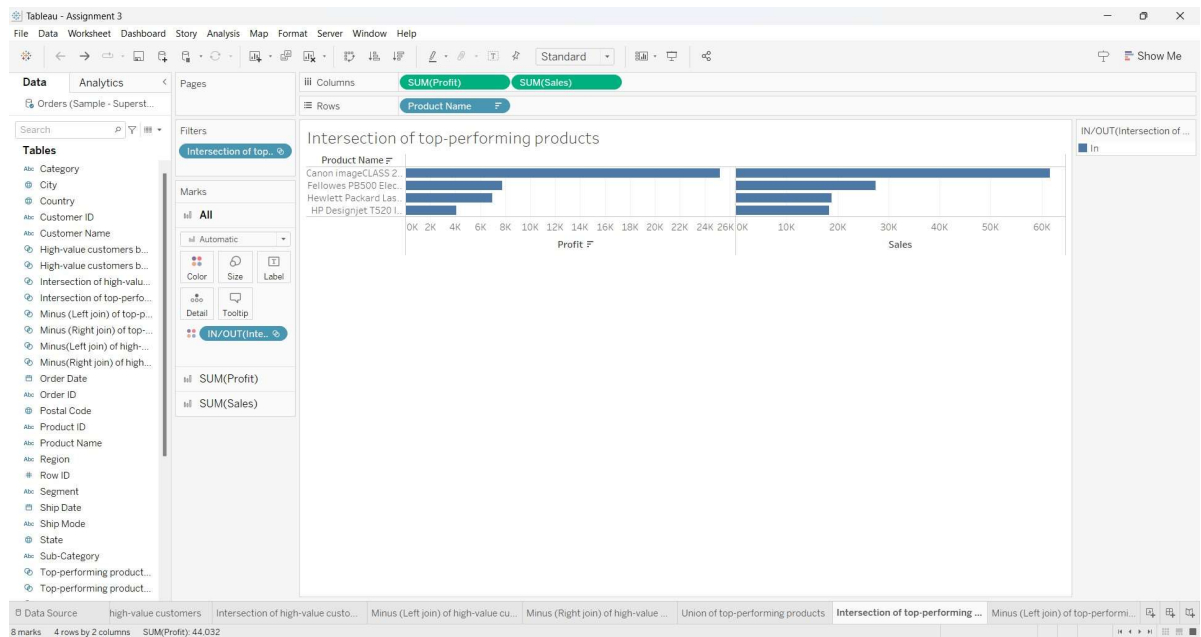 Tableau - Assignment 3
File Data Worksheet Dashboard Story Analysis Map Format Server Window Help
Standard
Show Me
Data
Analytics
Orders (Sample - Superst...
Search
Tables
Abc Category
City
Country
Abc Customer ID
Abc Customer Name
High-value customers b...
High-value customers b...
Intersection of high-valu...
Intersection of top-perfo...
Minus (Left join) of top-p...
Minus (Right join) of top-...
Minus(Left join) of high-...
Minus(Right join) of high...
Order Date
Abc Order ID
Postal Code
Abc Product ID
Abc Product Name
Abc Region
# Row ID
Abc Segment
Ship Date
Abc Ship Mode
State
Abc Sub-Category
Top-performing product...
Top-performing product...
Pages
Filters
Intersection of top..
Marks
All
Automatic
Color Size Label
Detail Tooltip
IN/OUT(Inte..
SUM(Profit)
SUM(Sales)
Columns SUM(Profit) SUM(Sales)
Rows Product Name
Intersection of top-performing products
Product Name
Canon imageCLASS 2..
Fellowes PB500 Elec..
Hewlett Packard Las..
HP Designjet T520 I..
0K 2K 4K 6K 8K 10K 12K 14K 16K 18K 20K 22K 24K 26K 0K 10K 20K 30K 40K 50K 60K
Profit Sales
IN/OUT(Intersection of ...
In
Data Source high-value customers Intersection of high-value custo... Minus (Left join) of high-value cu... Minus (Right join) of high-value ... Union of top-performing products Intersection of top-performing ... Minus (Left join) of top-performi...
8 marks 4 rows by 2 columns SUM(Profit): 44,032